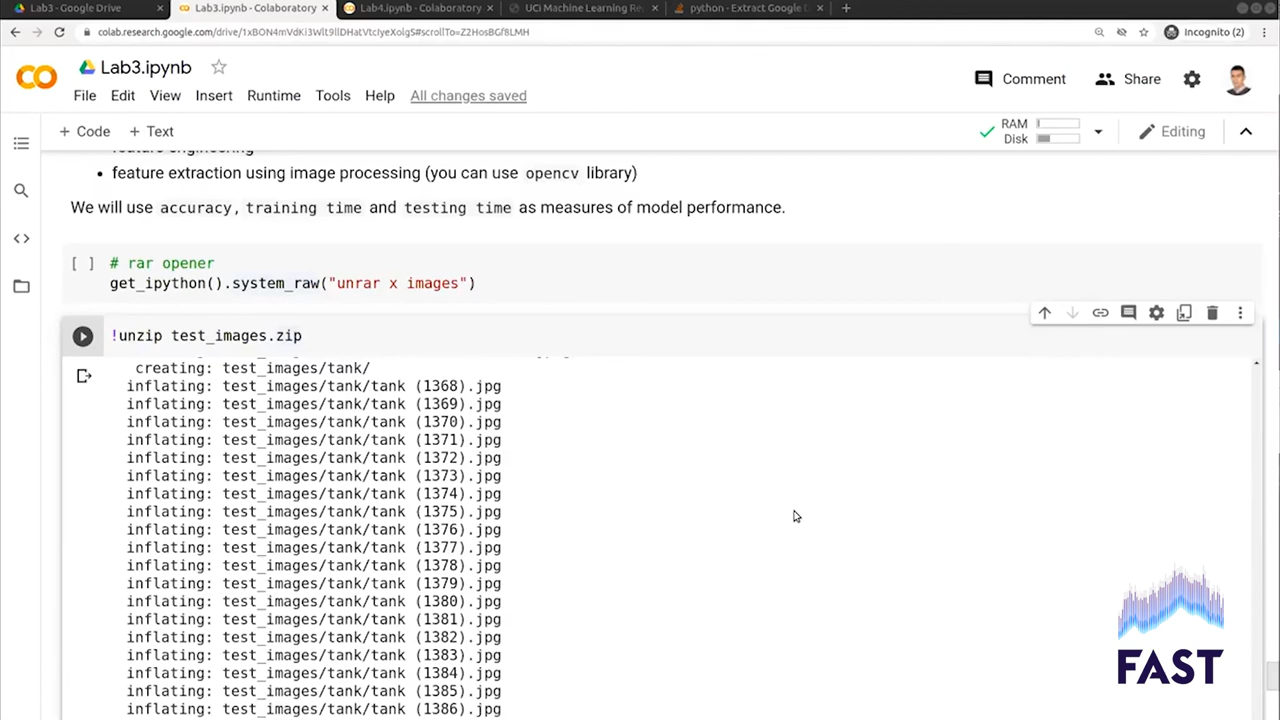 Lab3 - Google Drive
Lab3.ipynb - Colaboratory
Lab4.ipynb - Colaboratory
UCI Machine Learning Re
python - Extract Google D
colab.research.google.com/drive/
Incognito (2)
Lab3.ipynb
Comment
Share
File Edit View Insert Runtime Tools Help All changes saved
+ Code + Text
RAM
Disk
Editing
feature engineering
• feature extraction using image processing (you can use opencv library)
We will use accuracy, training time and testing time as measures of model performance.
[ ] # rar opener
get_ipython().system_raw("unrar x images")
!unzip test_images.zip
creating: test_images/tank/
inflating: test_images/tank/tank (1368).jpg
inflating: test_images/tank/tank (1369).jpg
inflating: test_images/tank/tank (1370).jpg
inflating: test_images/tank/tank (1371).jpg
inflating: test_images/tank/tank (1372).jpg
inflating: test_images/tank/tank (1373).jpg
inflating: test_images/tank/tank (1374).jpg
inflating: test_images/tank/tank (1375).jpg
inflating: test_images/tank/tank (1376).jpg
inflating: test_images/tank/tank (1377).jpg
inflating: test_images/tank/tank (1378).jpg
inflating: test_images/tank/tank (1379).jpg
inflating: test_images/tank/tank (1380).jpg
inflating: test_images/tank/tank (1381).jpg
inflating: test_images/tank/tank (1382).jpg
inflating: test_images/tank/tank (1383).jpg
inflating: test_images/tank/tank (1384).jpg
inflating: test_images/tank/tank (1385).jpg
inflating: test_images/tank/tank (1386).jpg
FAST